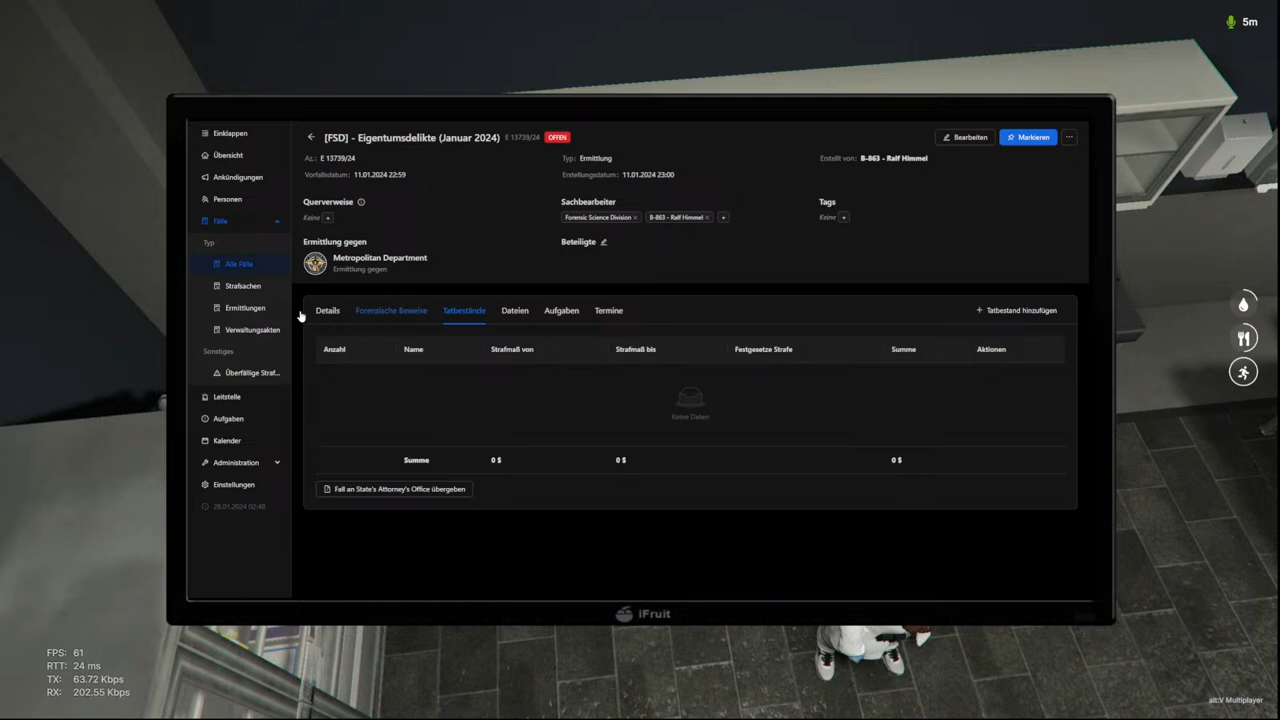 5m
Einklappen
Übersicht
Ankündigungen
Personen
Fälle
Typ
Alle Fälle
Strafsachen
Ermittlungen
Verwaltungsakten
Sonstiges
Überfällige Straf...
Leitstelle
Aufgaben
Kalender
Administration
Einstellungen
28.01.2024 02:48
[FSD] - Eigentumsdelikte (Januar 2024) E 13739/24 OFFEN
Bearbeiten Markieren ...
Az.: E 13739/24 Typ: Ermittlung Erstellt von: B-863 - Ralf Himmel
Vorfallsdatum: 11.01.2024 22:59 Erstellungsdatum: 11.01.2024 23:00
Querverweise Sachbearbeiter Tags
Keine + Forensic Science Division × B-863 - Ralf Himmel × + Keine +
Ermittlung gegen Beteiligte
Metropolitan Department
Ermittlung gegen
Details Forensische Beweise Tatbestände Dateien Aufgaben Termine + Tatbestand hinzufügen
Anzahl Name Strafmaß von Strafmaß bis Festgesetze Strafe Summe Aktionen
Keine Daten
Summe 0 $ 0 $ 0 $
Fall an State's Attorney's Office übergeben
iFruit
FPS: 61
RTT: 24 ms
TX: 63.72 Kbps
RX: 202.55 Kbps
alt:V Multiplayer